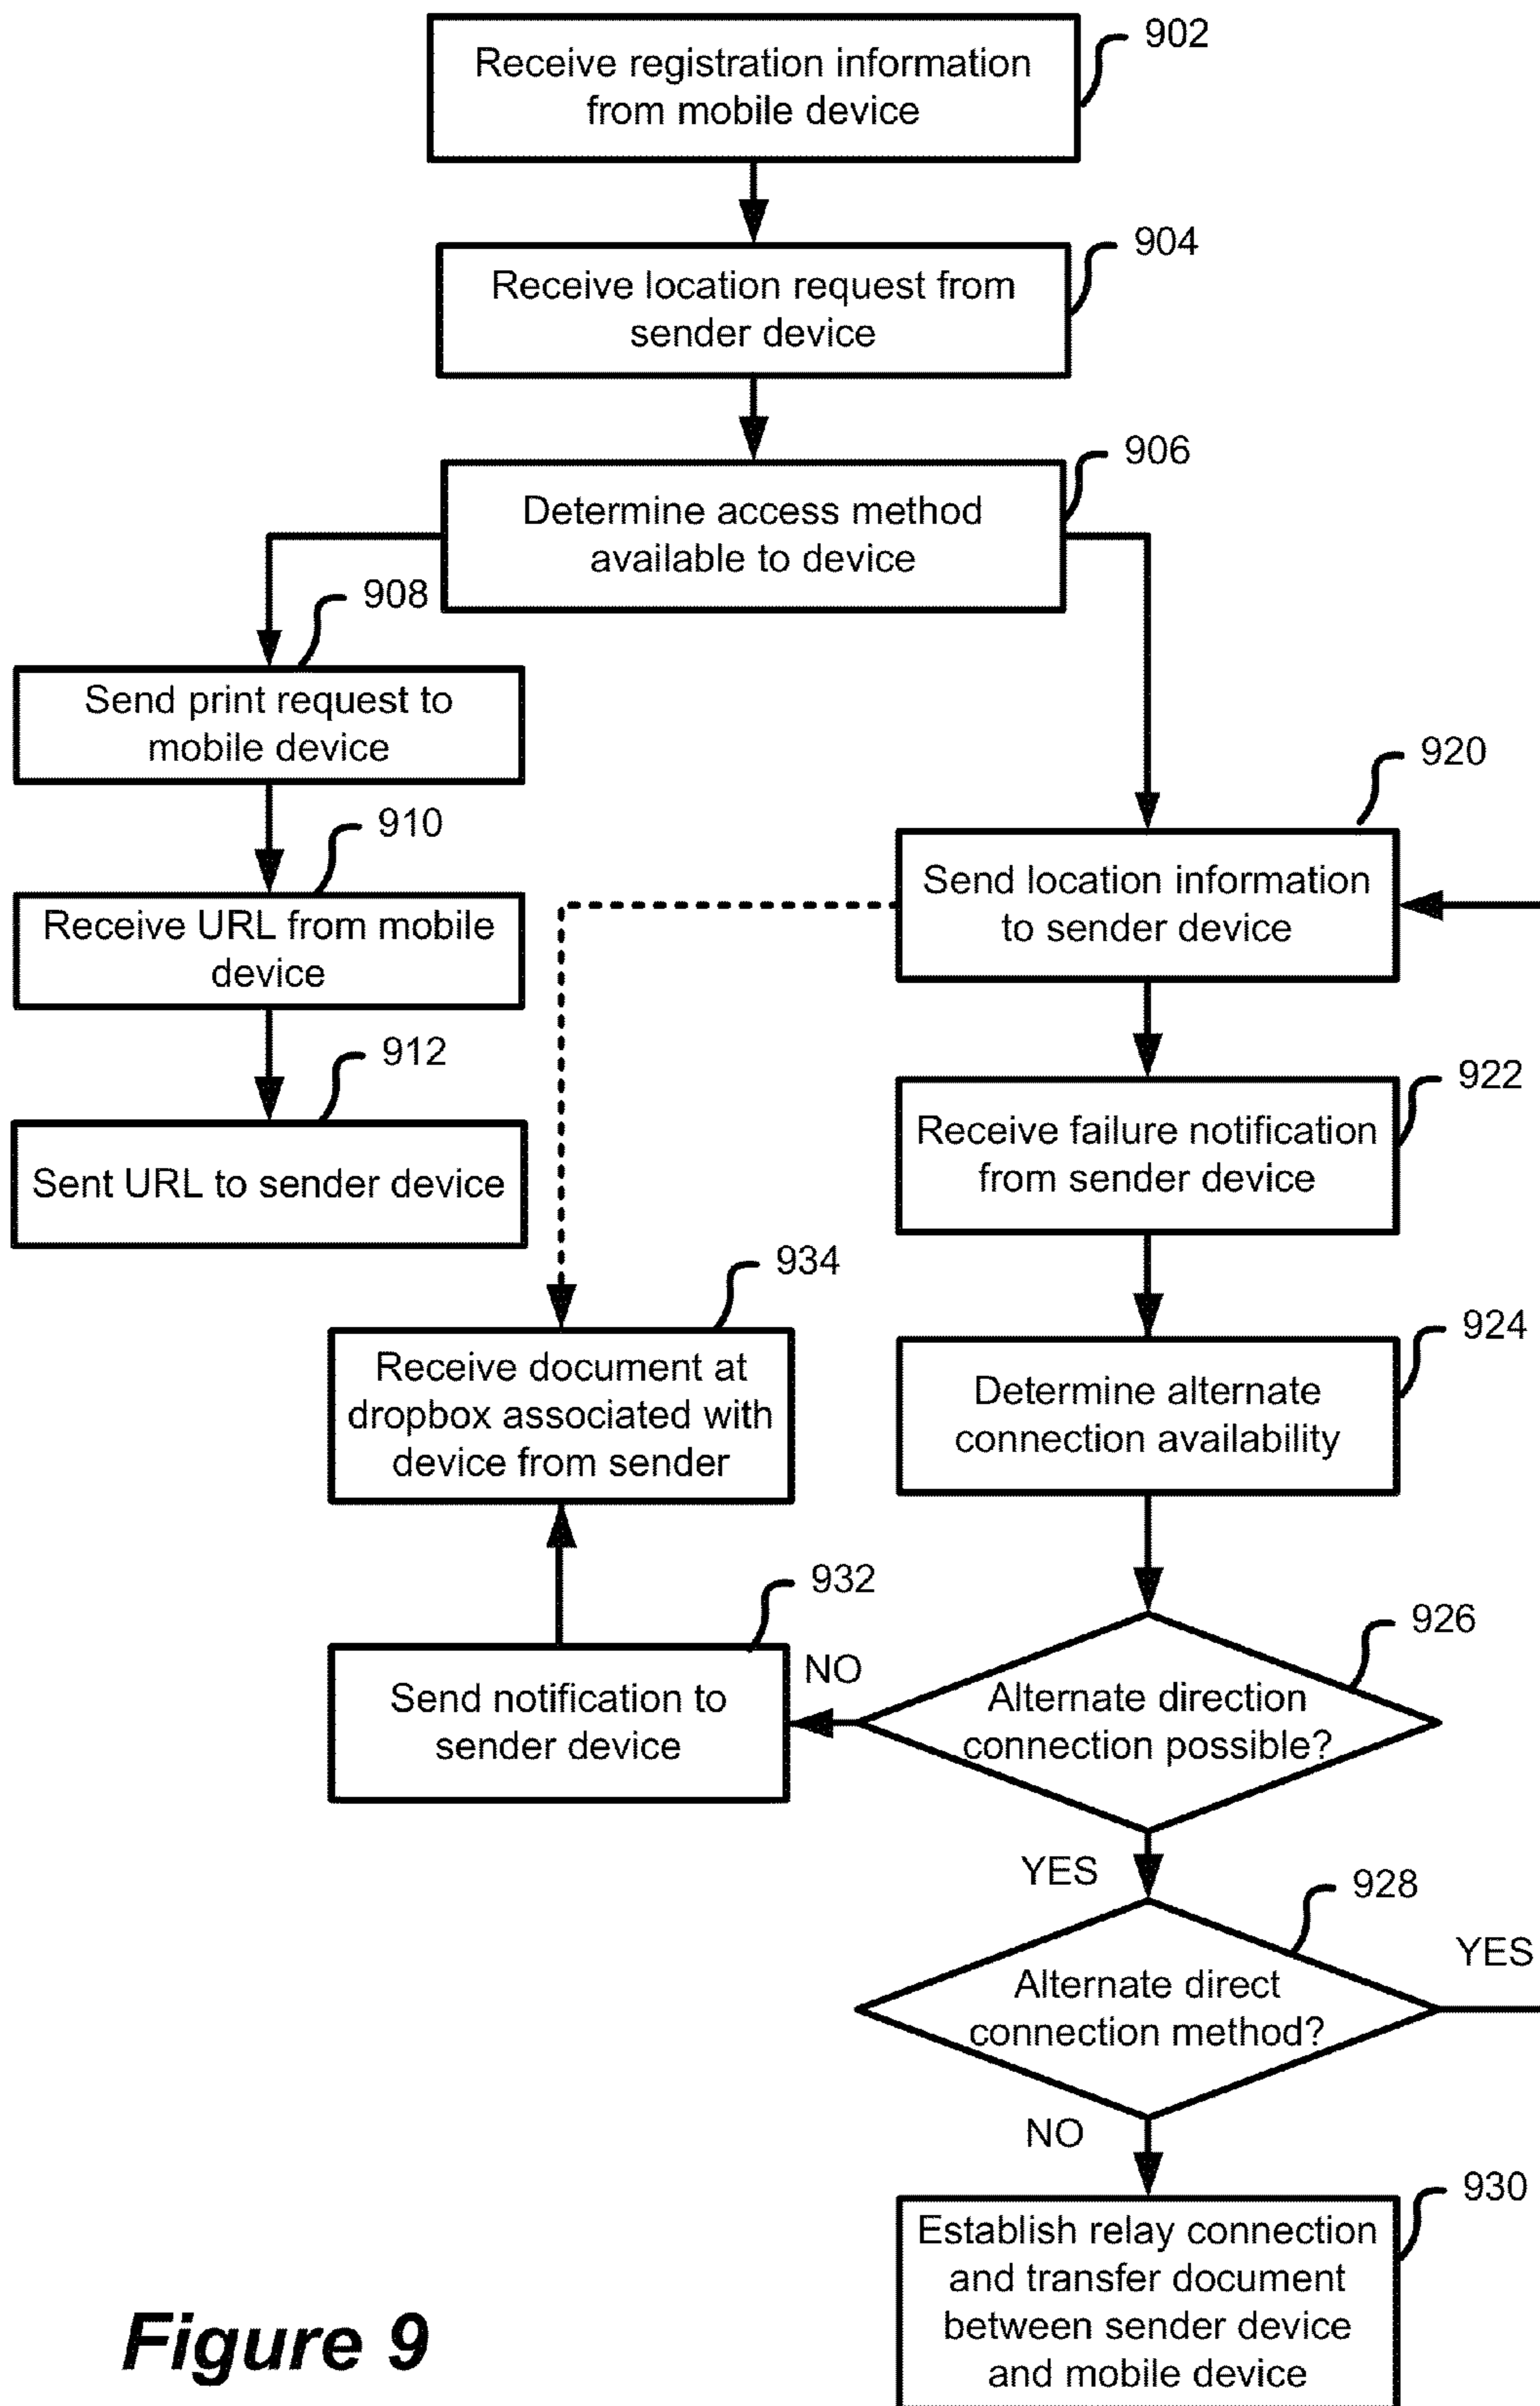 Receive registration information
from mobile device
902
Receive location request from
sender device
904
Determine access method
available to device
906
908
Send print request to
mobile device
910
Receive URL from mobile
device
912
Sent URL to sender device
920
Send location information
to sender device
922
Receive failure notification
from sender device
924
Determine alternate
connection availability
926
Alternate direction
connection possible?
NO
932
Send notification to
sender device
934
Receive document at
dropbox associated with
device from sender
YES
928
Alternate direct
connection method?
YES
NO
930
Establish relay connection
and transfer document
between sender device
and mobile device
Figure 9